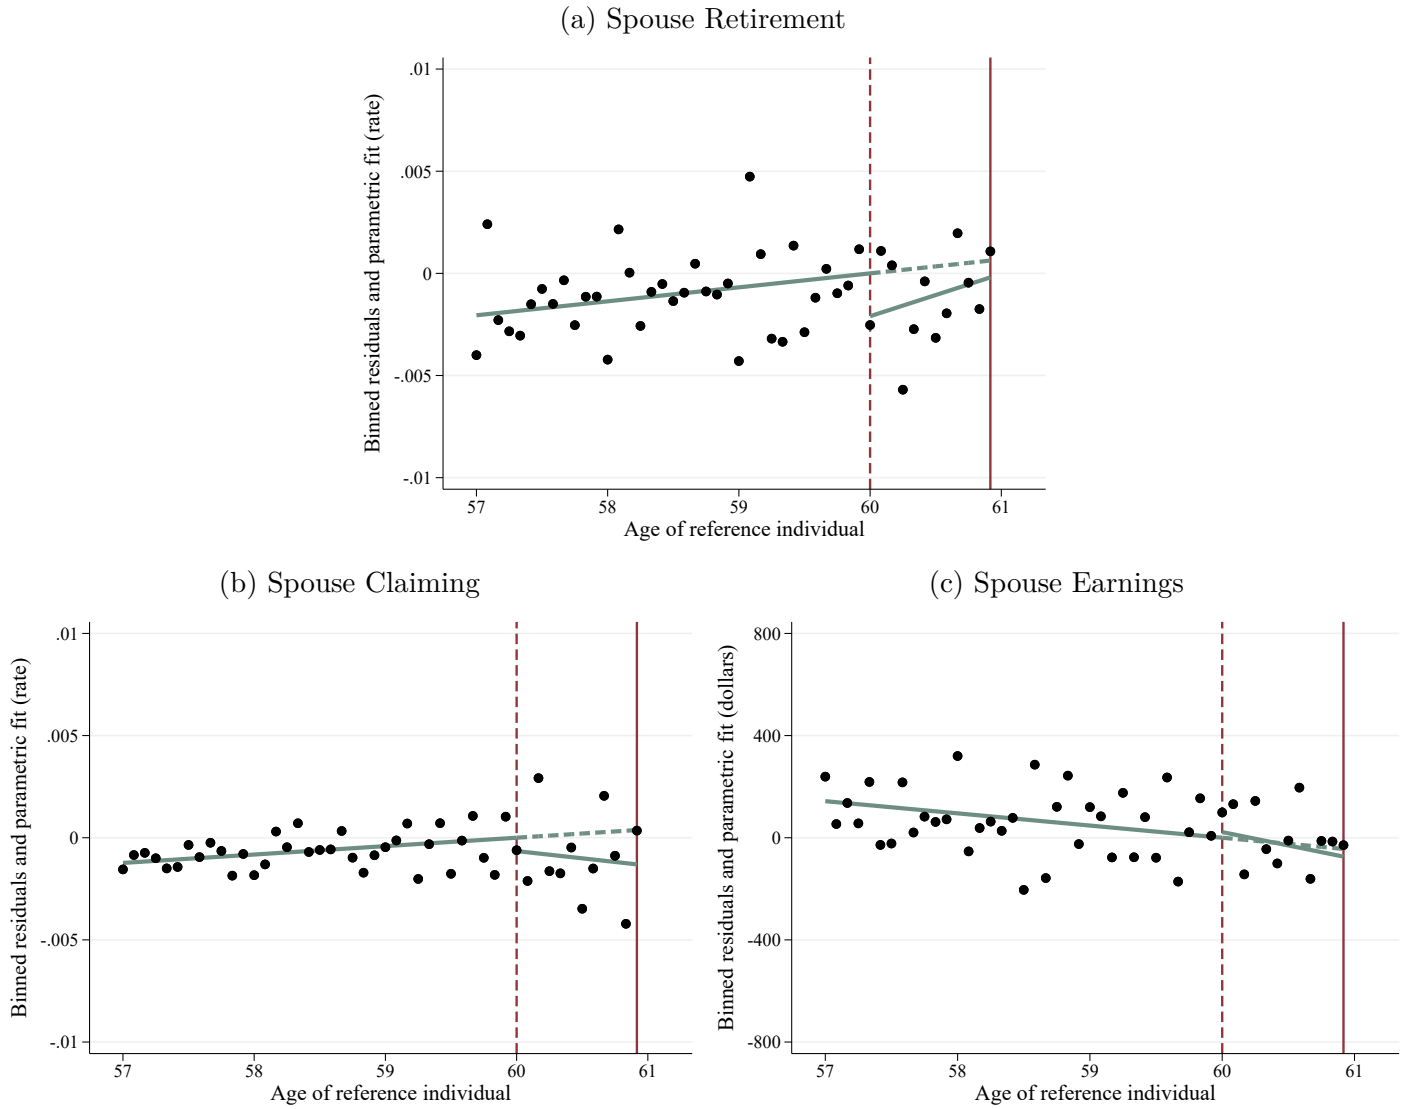 (a) Spouse Retirement
Binned residuals and parametric fit (rate)
.01
.005
0
-.005
-.01
57 58 59 60 61
Age of reference individual
(b) Spouse Claiming
Binned residuals and parametric fit (rate)
.01
.005
0
-.005
-.01
57 58 59 60 61
Age of reference individual
(c) Spouse Earnings
Binned residuals and parametric fit (dollars)
800
400
0
-400
-800
57 58 59 60 61
Age of reference individual